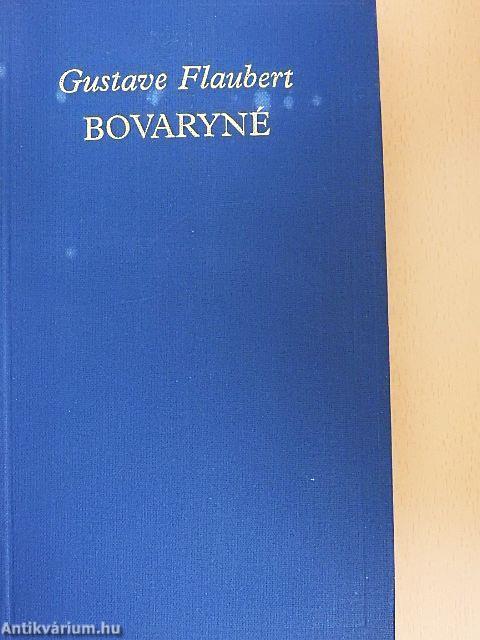 Gustave Flaubert
BOVARYNÉ
Antikvárium.hu